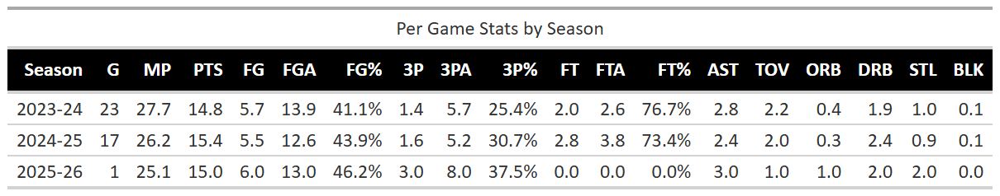 Per Game Stats by Season
Season G MP PTS FG FGA FG% 3P 3PA 3P% FT FTA FT% AST TOV ORB DRB STL BLK
2023-24 23 27.7 14.8 5.7 13.9 41.1% 1.4 5.7 25.4% 2.0 2.6 76.7% 2.8 2.2 0.4 1.9 1.0 0.1
2024-25 17 26.2 15.4 5.5 12.6 43.9% 1.6 5.2 30.7% 2.8 3.8 73.4% 2.4 2.0 0.3 2.4 0.9 0.1
2025-26 1 25.1 15.0 6.0 13.0 46.2% 3.0 8.0 37.5% 0.0 0.0 0.0% 3.0 1.0 1.0 2.0 2.0 0.0